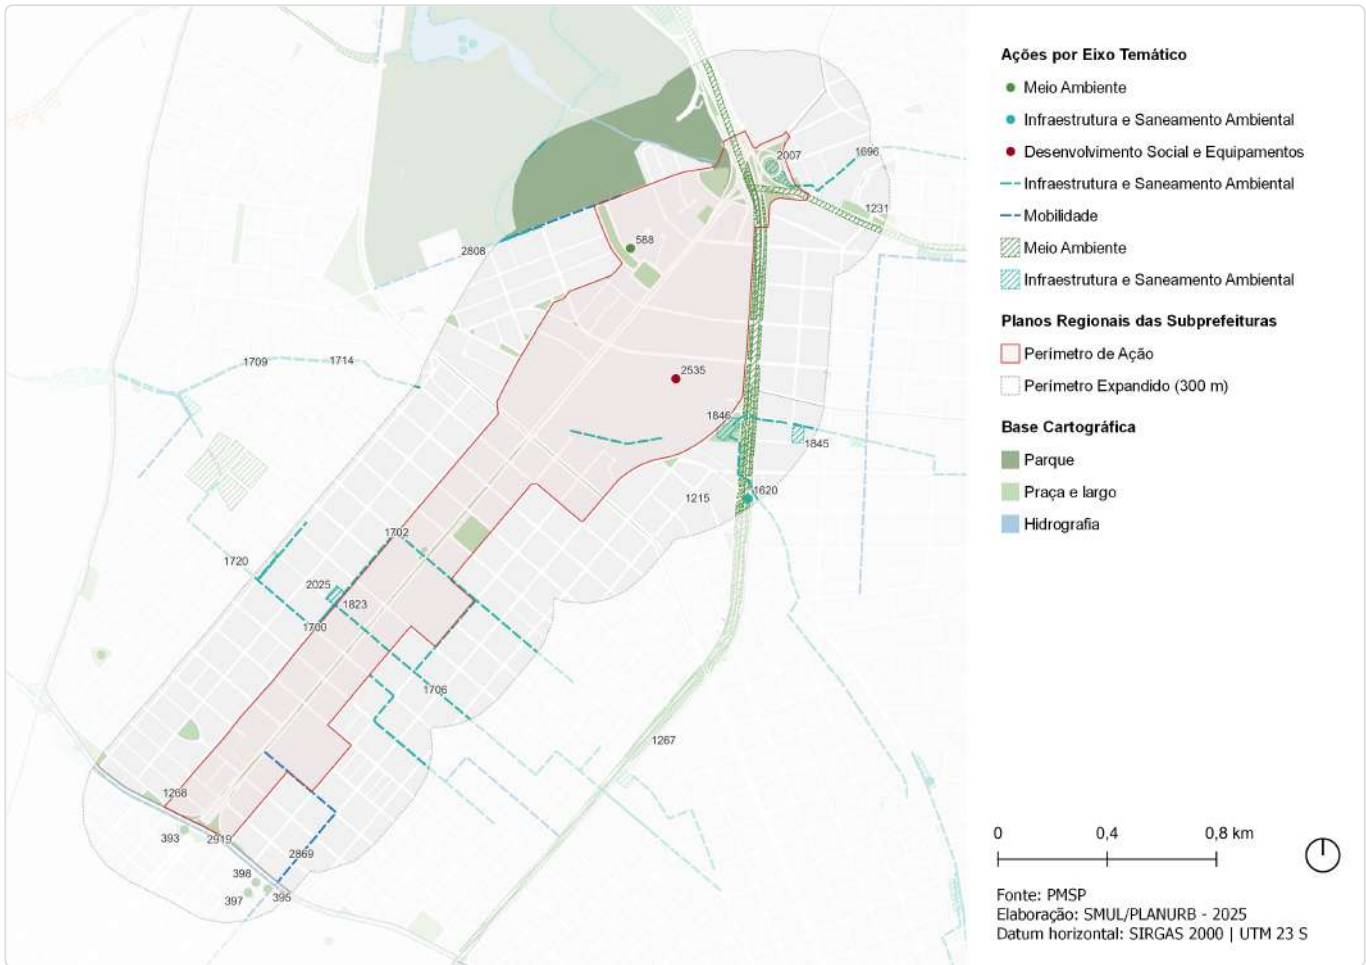 2007
1696
1231
588
2808
1709
1714
2535
1846
1845
1215
1620
1702
1720
2025
1823
1700
1706
1267
1268
393
2919
2869
398
397
395
Ações por Eixo Temático
Meio Ambiente
Infraestrutura e Saneamento Ambiental
Desenvolvimento Social e Equipamentos
Infraestrutura e Saneamento Ambiental
Mobilidade
Meio Ambiente
Infraestrutura e Saneamento Ambiental
Planos Regionais das Subprefeituras
Perímetro de Ação
Perímetro Expandido (300 m)
Base Cartográfica
Parque
Praça e largo
Hidrografia
0 0,4 0,8 km
Fonte: PMSP
Elaboração: SMUL/PLANURB - 2025
Datum horizontal: SIRGAS 2000 | UTM 23 S